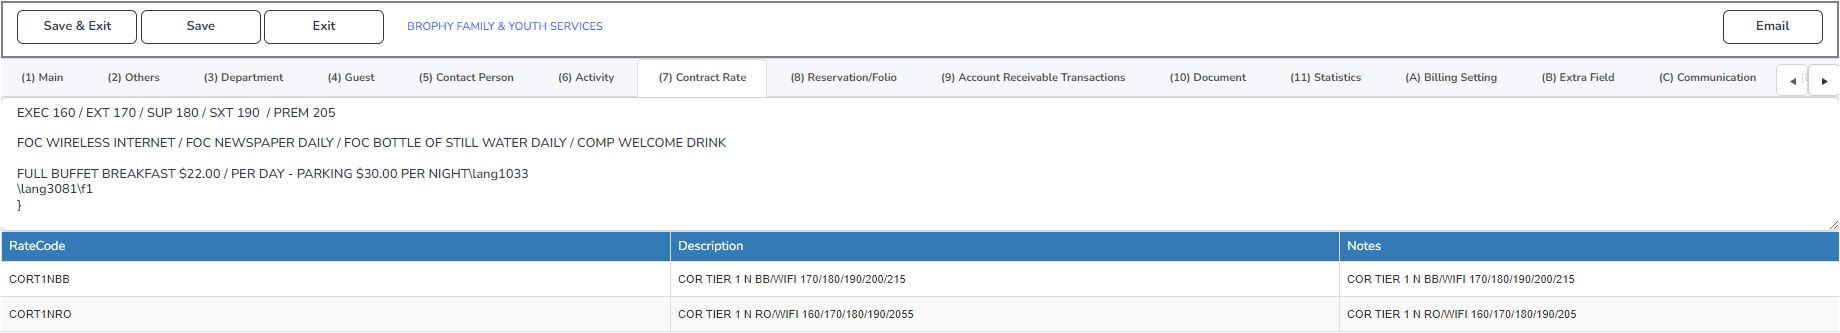 Save & Exit Save Exit BROPHY FAMILY & YOUTH SERVICES Email
(1) Main (2) Others (3) Department (4) Guest (5) Contact Person (6) Activity (7) Contract Rate (8) Reservation/Folio (9) Account Receivable Transactions (10) Document (11) Statistics (A) Billing Setting (B) Extra Field (C) Communication
EXEC 160 / EXT 170 / SUP 180 / SXT 190 / PREM 205
FOC WIRELESS INTERNET / FOC NEWSPAPER DAILY / FOC BOTTLE OF STILL WATER DAILY / COMP WELCOME DRINK
FULL BUFFET BREAKFAST $22.00 / PER DAY - PARKING $30.00 PER NIGHT\lang1033
\lang3081\f1
}
RateCode Description Notes
CORT1NBB COR TIER 1 N BB/WIFI 170/180/190/200/215 COR TIER 1 N BB/WIFI 170/180/190/200/215
CORT1NRO COR TIER 1 N RO/WIFI 160/170/180/190/2055 COR TIER 1 N RO/WIFI 160/170/180/190/205